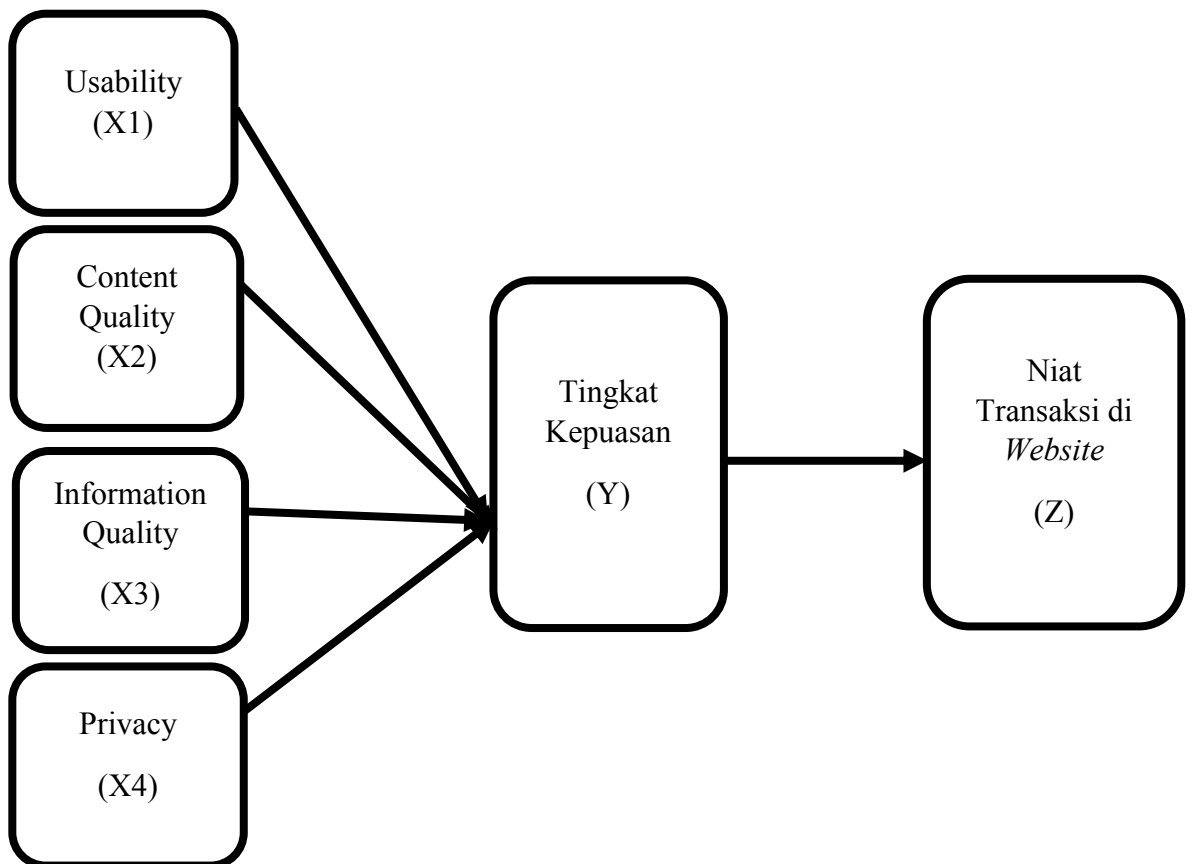 Usability
(X1)
Content
Quality
(X2)
Information
Quality
(X3)
Privacy
(X4)
Tingkat
Kepuasan
(Y)
Niat
Transaksi di
Website
(Z)